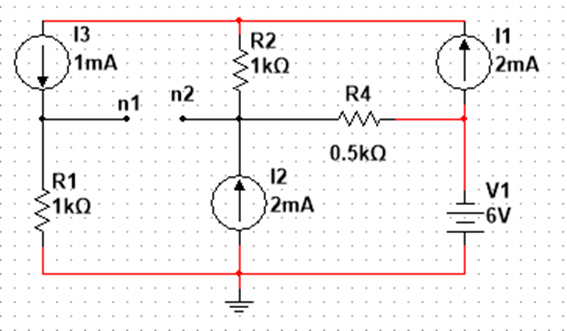 I3
1mA
R2
1kΩ
I1
2mA
n1
n2
R4
0.5kΩ
R1
1kΩ
I2
2mA
V1
6V